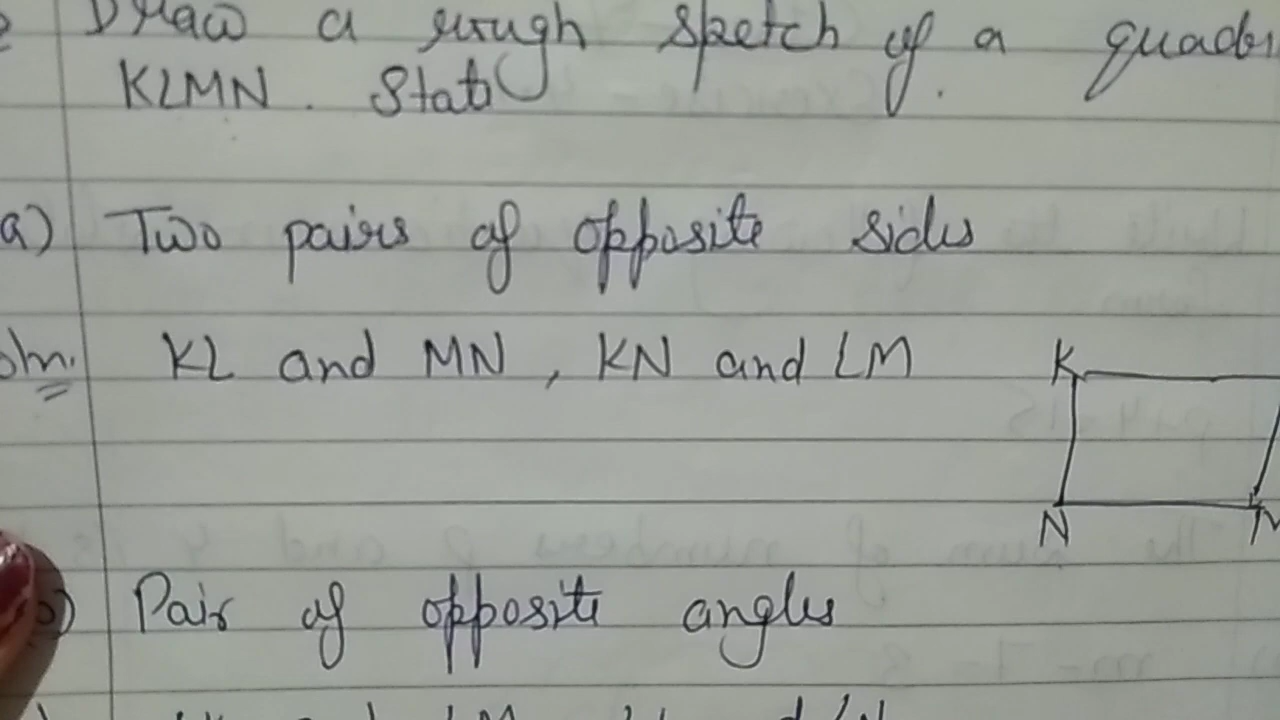 Draw a rough sketch of a
KLMN. State
a) Two pairs of opposite sides
KL and MN, KN and LM
K
N M
b) Pair of opposite angles